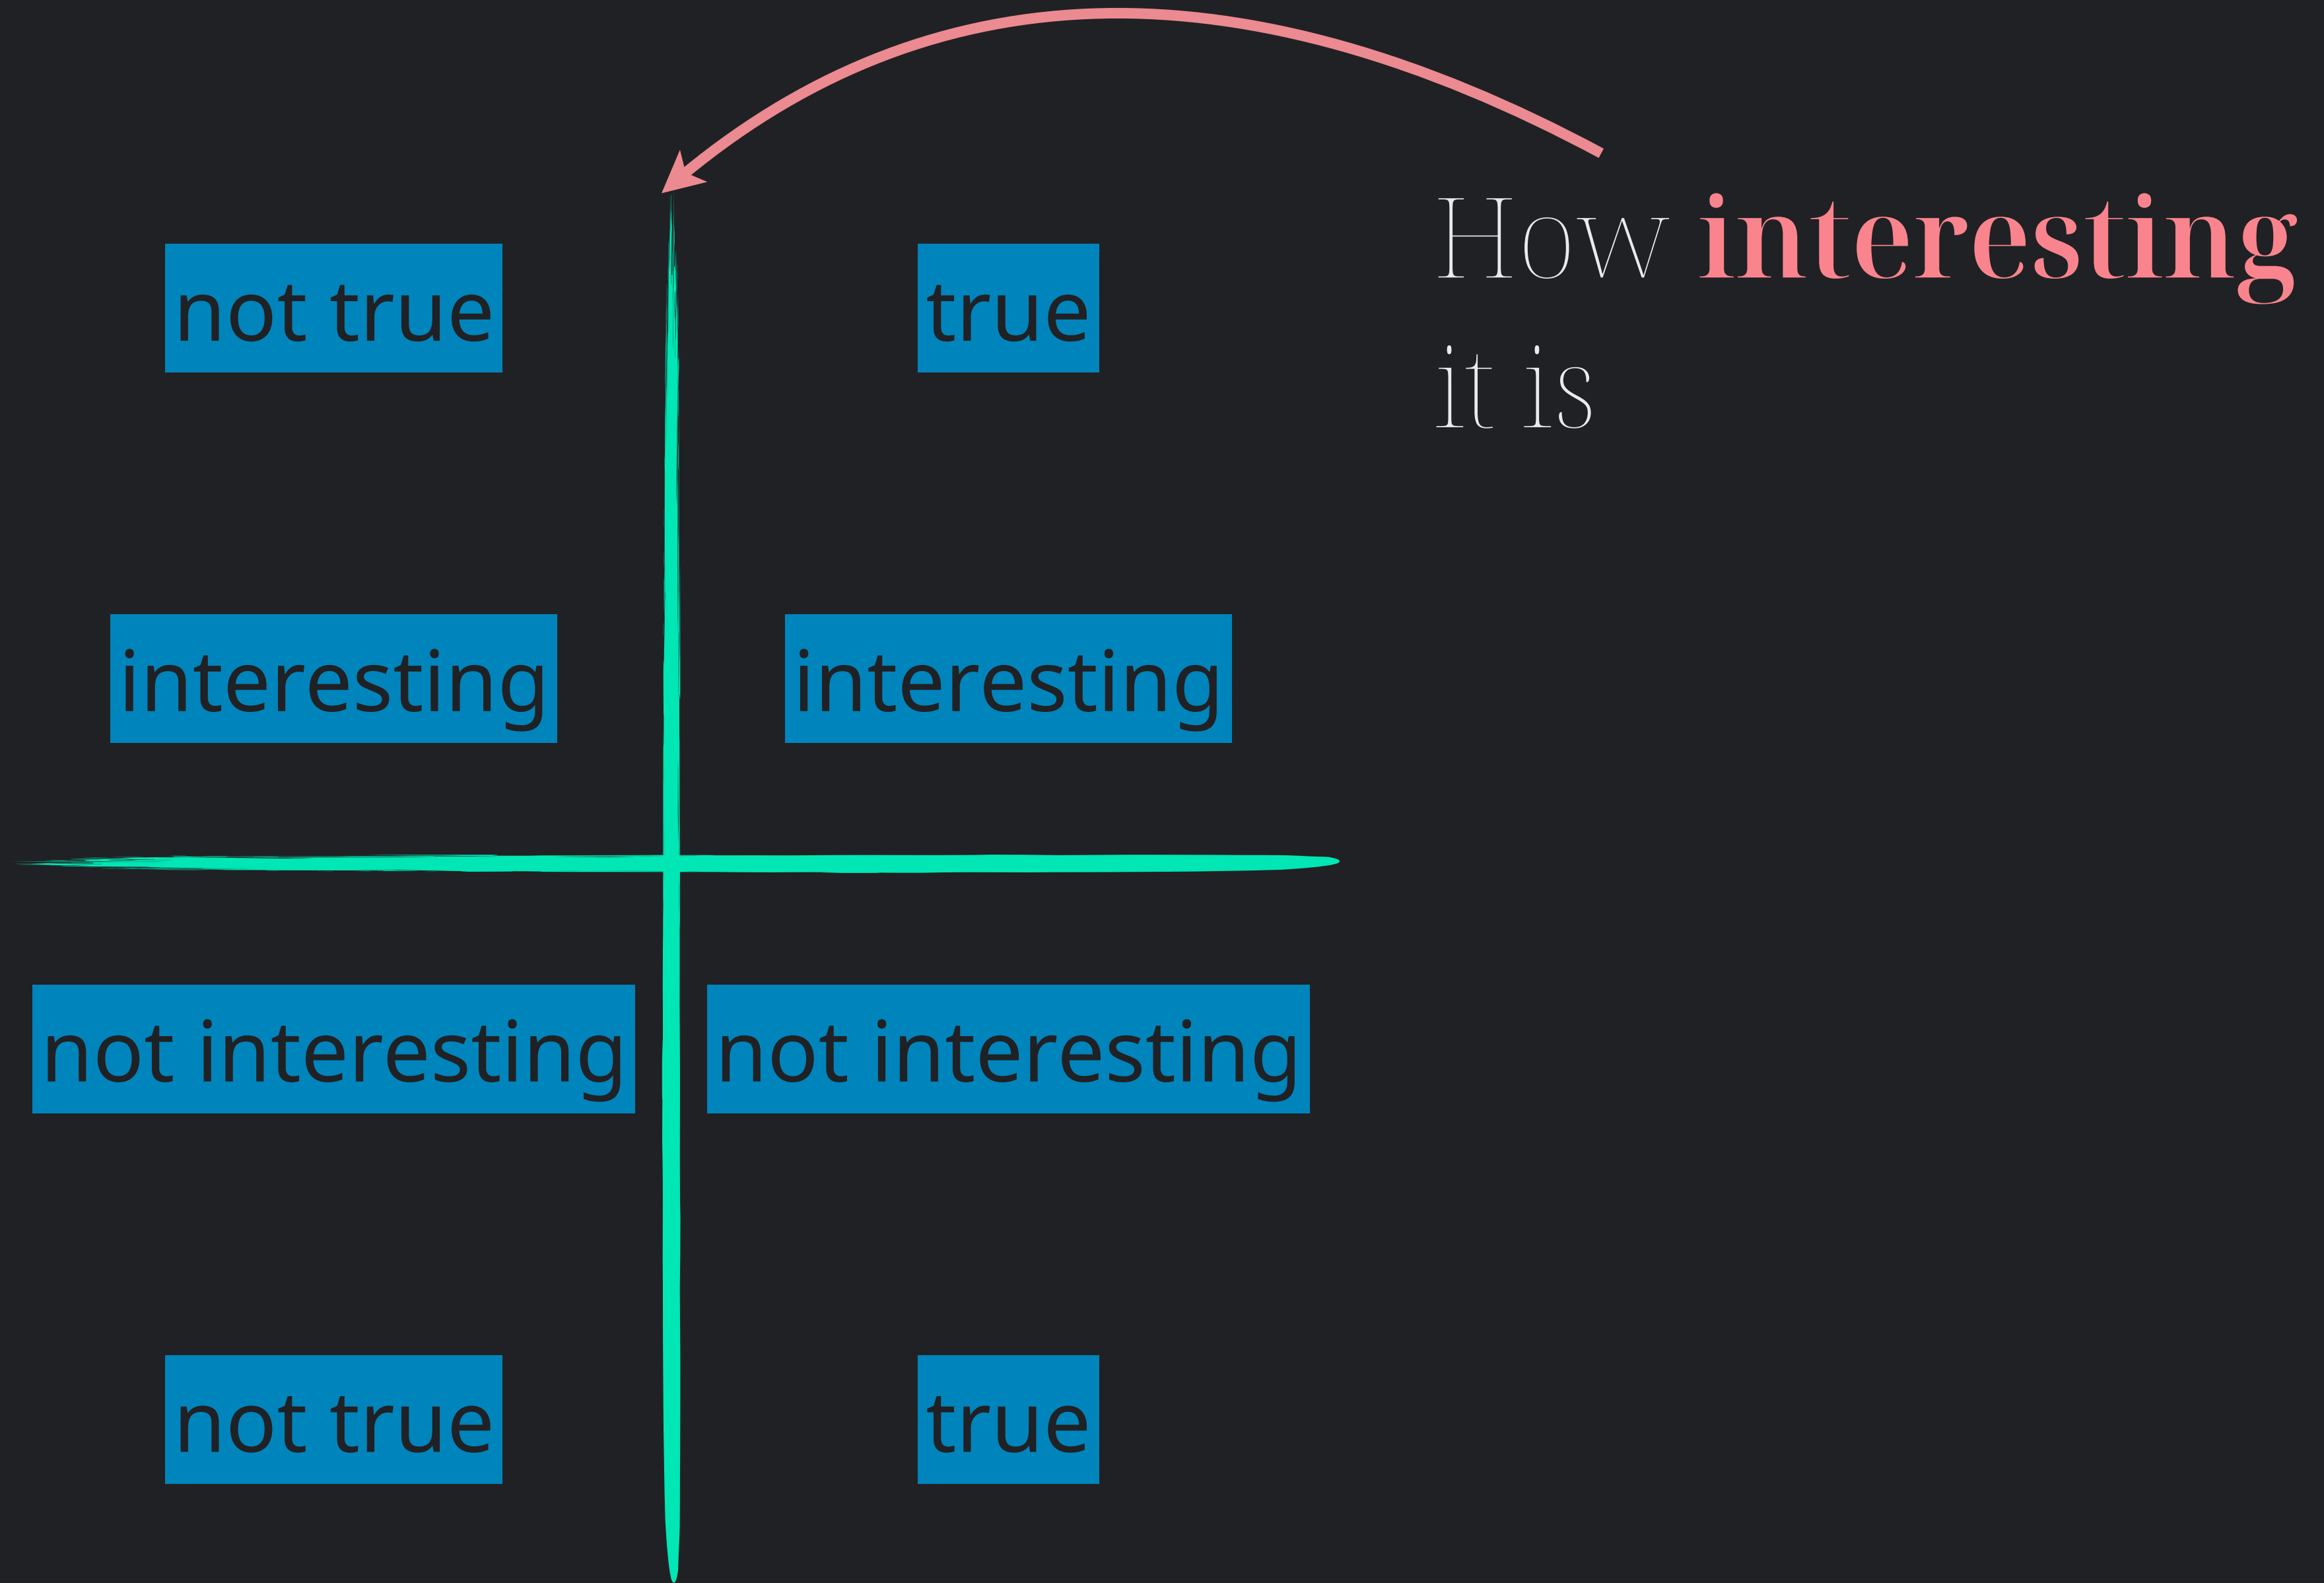 not true
true
interesting
interesting
not interesting
not interesting
not true
true
How interesting
it is